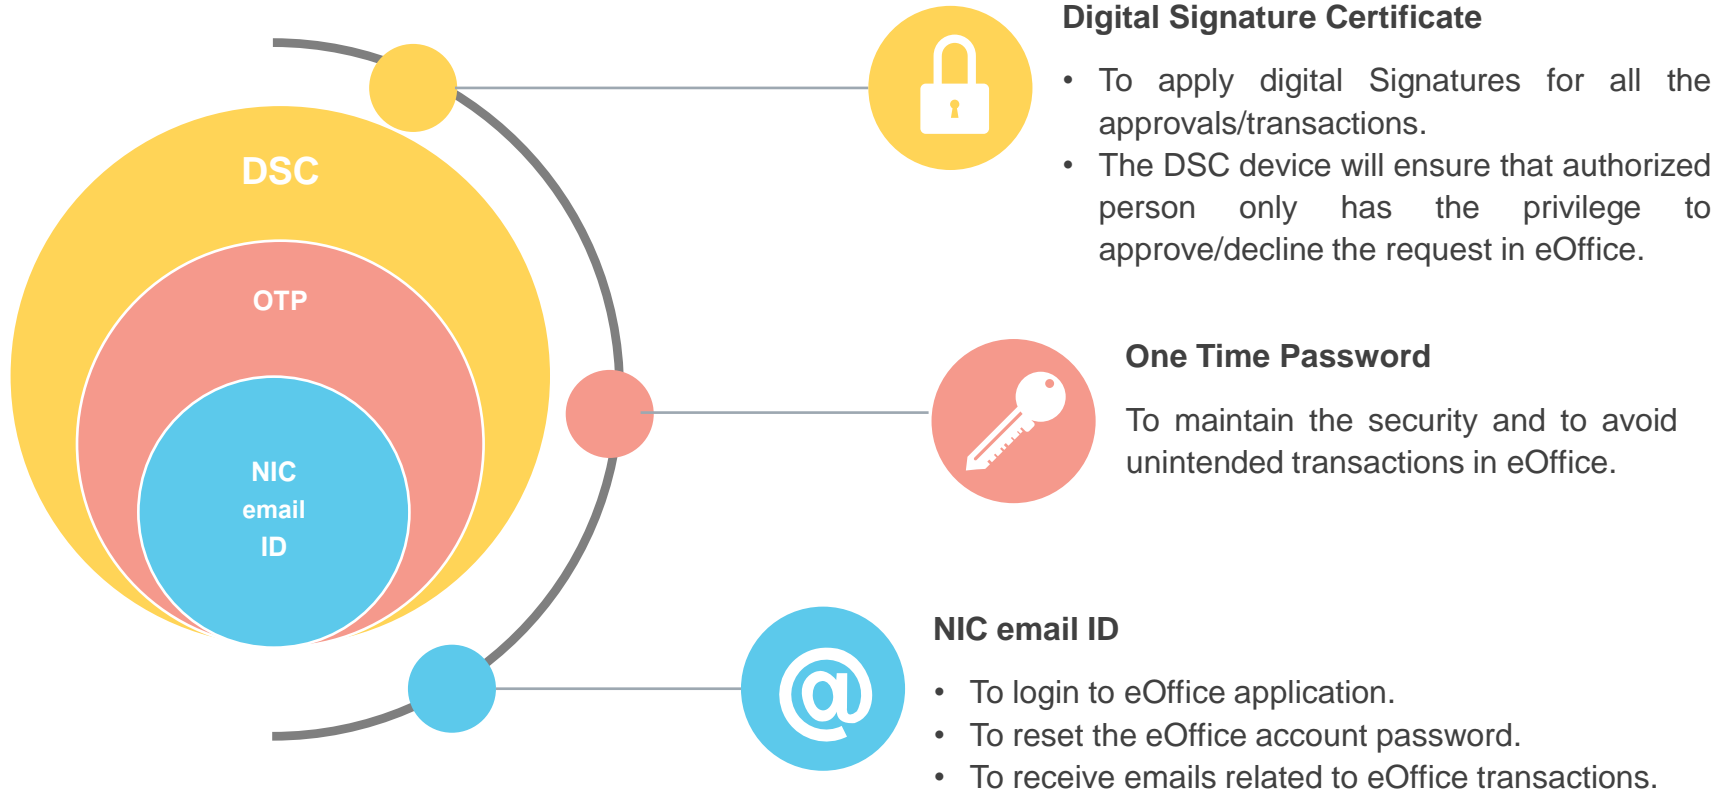 DSC
OTP
NIC
email
ID
Digital Signature Certificate
• To apply digital Signatures for all the
approvals/transactions.
• The DSC device will ensure that authorized
person only has the privilege to
approve/decline the request in eOffice.
One Time Password
To maintain the security and to avoid
unintended transactions in eOffice.
@
NIC email ID
• To login to eOffice application.
• To reset the eOffice account password.
• To receive emails related to eOffice transactions.